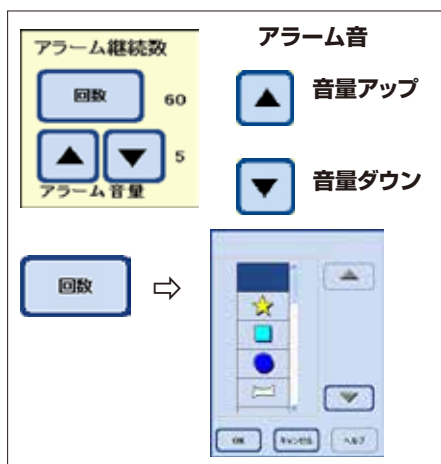 アラーム継続数
回数 60
5
アラーム音量
アラーム音
音量アップ
音量ダウン
回数
OK キャンセル ヘルプ